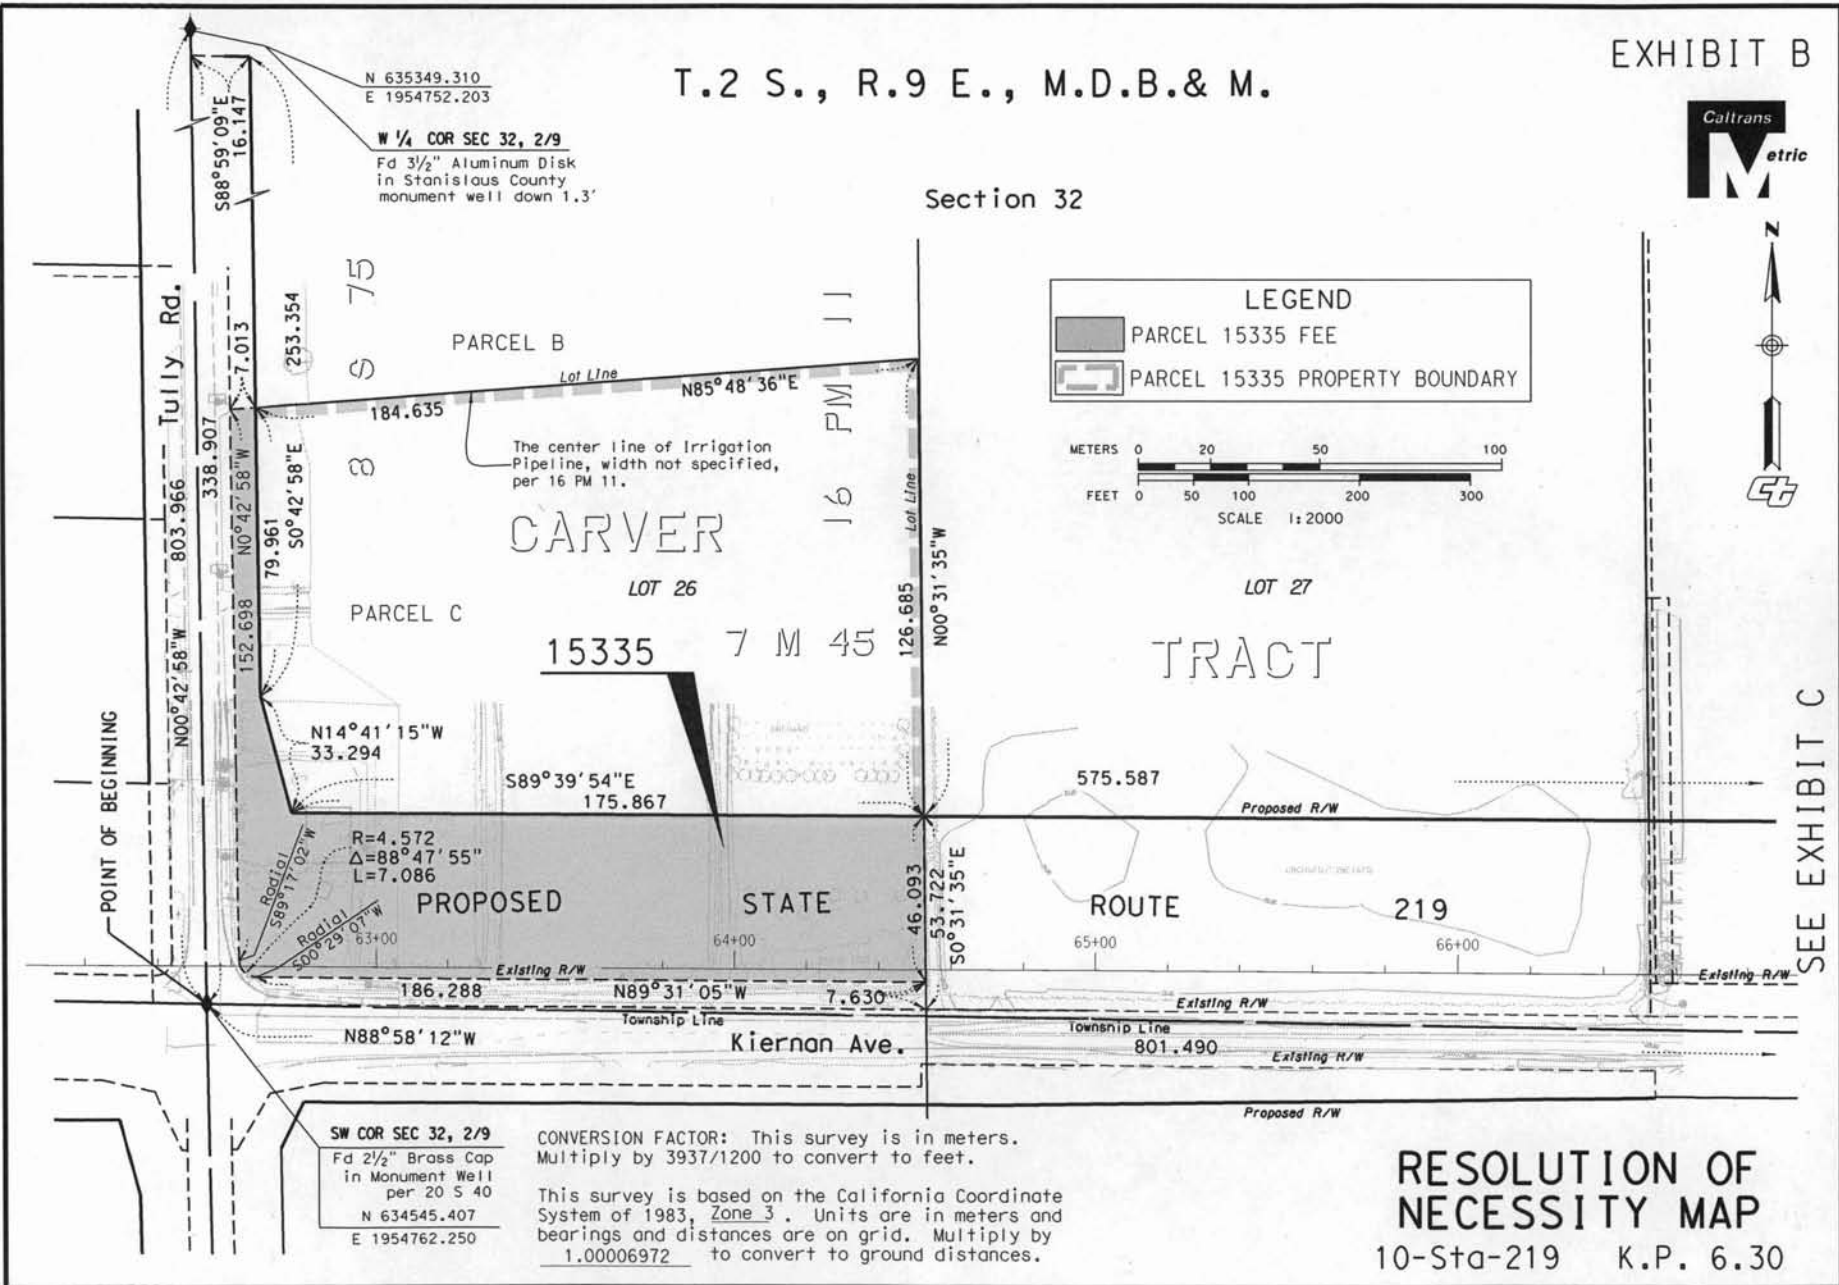 EXHIBIT B
T.2 S., R.9 E., M.D.B.& M.
Caltrans
Metric
N 635349.310
E 1954752.203
W 1/4 COR SEC 32, 2/9
Fd 3 1/2" Aluminum Disk
in Stanislaus County
monument well down 1.3'
S88°59'09"E
16.147
Section 32
N
LEGEND
PARCEL 15335 FEE
PARCEL 15335 PROPERTY BOUNDARY
METERS 0 20 50 100
FEET 0 50 100 200 300
SCALE 1:2000
Tully Rd.
7.013
253.354
8 S 75
PARCEL B
Lot Line
N85°48'36"E
184.635
16 PM 11
The center line of Irrigation
Pipeline, width not specified,
per 16 PM 11.
338.907
803.966
N00°42'58"W
N0°42'58"W
152.698
79.961
S0°42'58"E
CARVER
LOT 26
PARCEL C
15335
7 M 45
Lot Line
126.685
N00°31'35"W
LOT 27
TRACT
POINT OF BEGINNING
N14°41'15"W
33.294
S89°39'54"E
175.867
575.587
Proposed R/W
R=4.572
Δ=88°47'55"
L=7.086
Radial
S89°17'02"W
Radial
S00°29'07"W
PROPOSED STATE ROUTE 219
63+00
64+00
65+00
66+00
46.093
53.722
S0°31'35"E
SEE EXHIBIT C
Existing R/W
Existing R/W
186.288
N89°31'05"W
7.630
Existing R/W
Township Line
Township Line
N88°58'12"W
Kiernan Ave.
801.490
Existing R/W
Proposed R/W
SW COR SEC 32, 2/9
Fd 2 1/2" Brass Cap
in Monument Well
per 20 S 40
N 634545.407
E 1954762.250
CONVERSION FACTOR: This survey is in meters.
Multiply by 3937/1200 to convert to feet.
This survey is based on the California Coordinate
System of 1983, Zone 3 . Units are in meters and
bearings and distances are on grid. Multiply by
1.00006972 to convert to ground distances.
RESOLUTION OF
NECESSITY MAP
10-Sta-219 K.P. 6.30